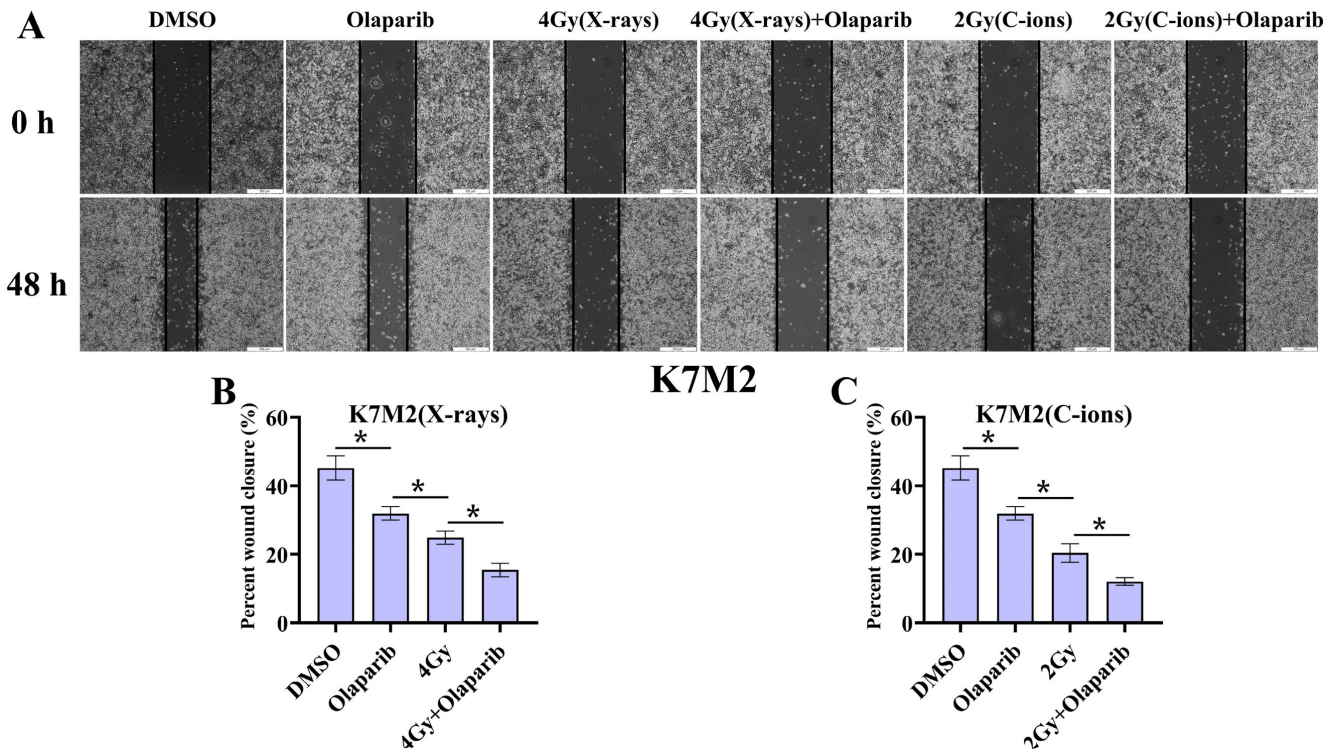 A
DMSO
Olaparib
4Gy(X-rays)
4Gy(X-rays)+Olaparib
2Gy(C-ions)
2Gy(C-ions)+Olaparib
0 h
48 h
K7M2
B
K7M2(X-rays)
Percent wound closure (%)
60
40
20
0
*
*
*
DMSO
Olaparib
4Gy
4Gy+Olaparib
C
K7M2(C-ions)
Percent wound closure (%)
60
40
20
0
*
*
*
DMSO
Olaparib
2Gy
2Gy+Olaparib